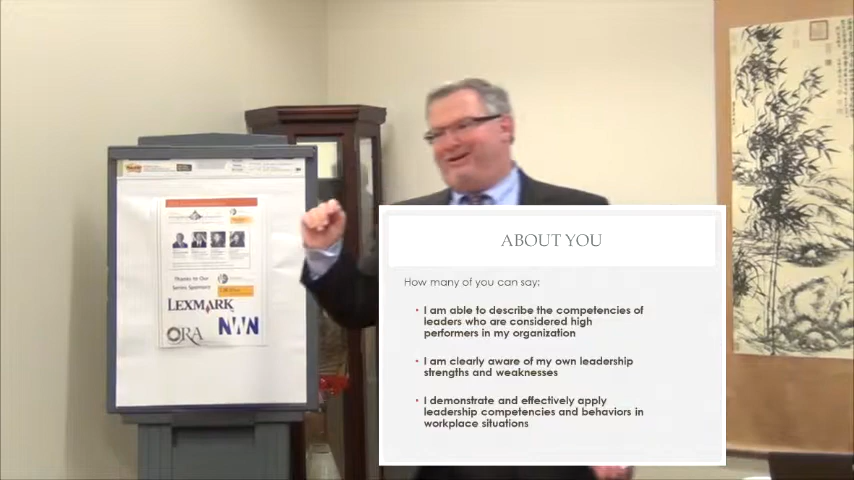 Thanks to Our
Series Sponsors
LEXMARK
ORA
NWN
ABOUT YOU
How many of you can say:
• I am able to describe the competencies of
leaders who are considered high
performers in my organization
• I am clearly aware of my own leadership
strengths and weaknesses
• I demonstrate and effectively apply
leadership competencies and behaviors in
workplace situations